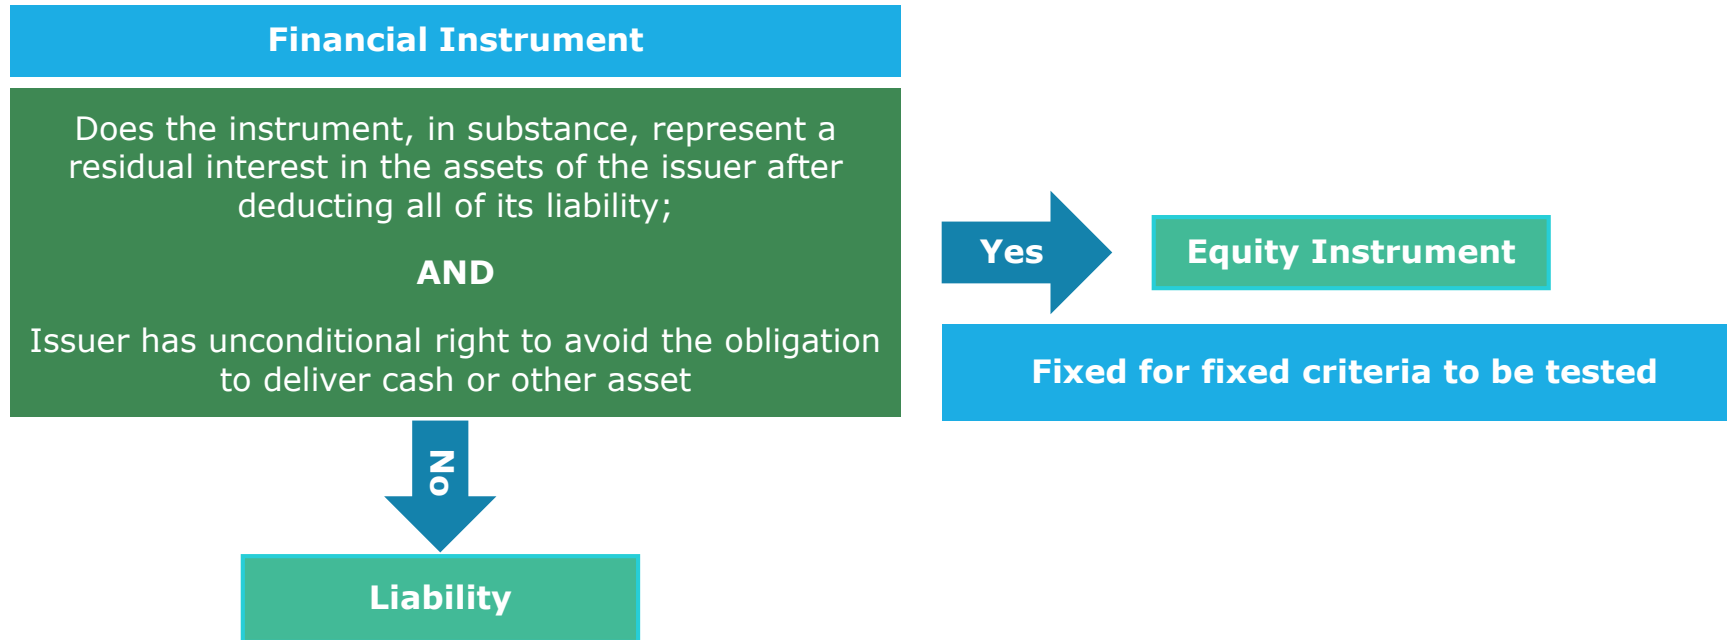 Financial Instrument
Does the instrument, in substance, represent a
residual interest in the assets of the issuer after
deducting all of its liability;
AND
Issuer has unconditional right to avoid the obligation
to deliver cash or other asset
Yes
Equity Instrument
Fixed for fixed criteria to be tested
No
Liability